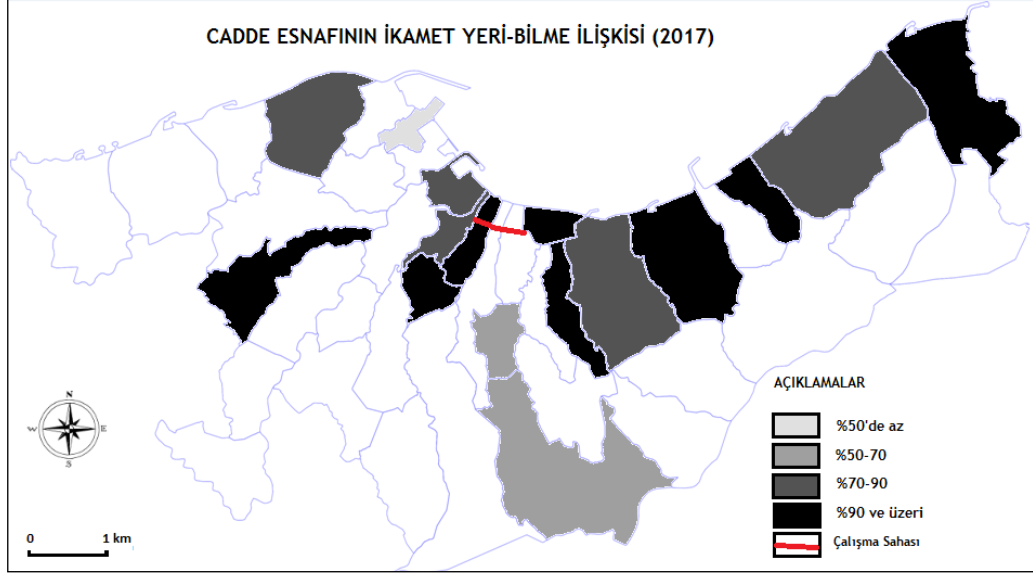 CADDE ESNAFININ İKAMET YERİ-BİLME İLİŞKİSİ (2017)
N
W E
S
0 1 km
AÇIKLAMALAR
%50'de az
%50-70
%70-90
%90 ve üzeri
Çalışma Sahası